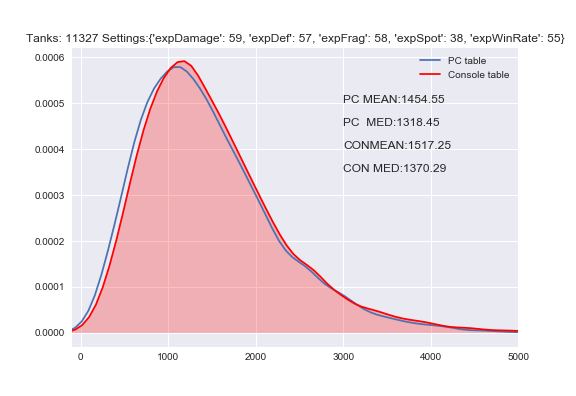 Tanks: 11327 Settings:{'expDamage': 59, 'expDef': 57, 'expFrag': 58, 'expSpot': 38, 'expWinRate': 55}
PC table
Console table
PC MEAN:1454.55
PC  MED:1318.45
CONMEAN:1517.25
CON MED:1370.29
0.0006
0.0005
0.0004
0.0003
0.0002
0.0001
0.0000
0
1000
2000
3000
4000
5000